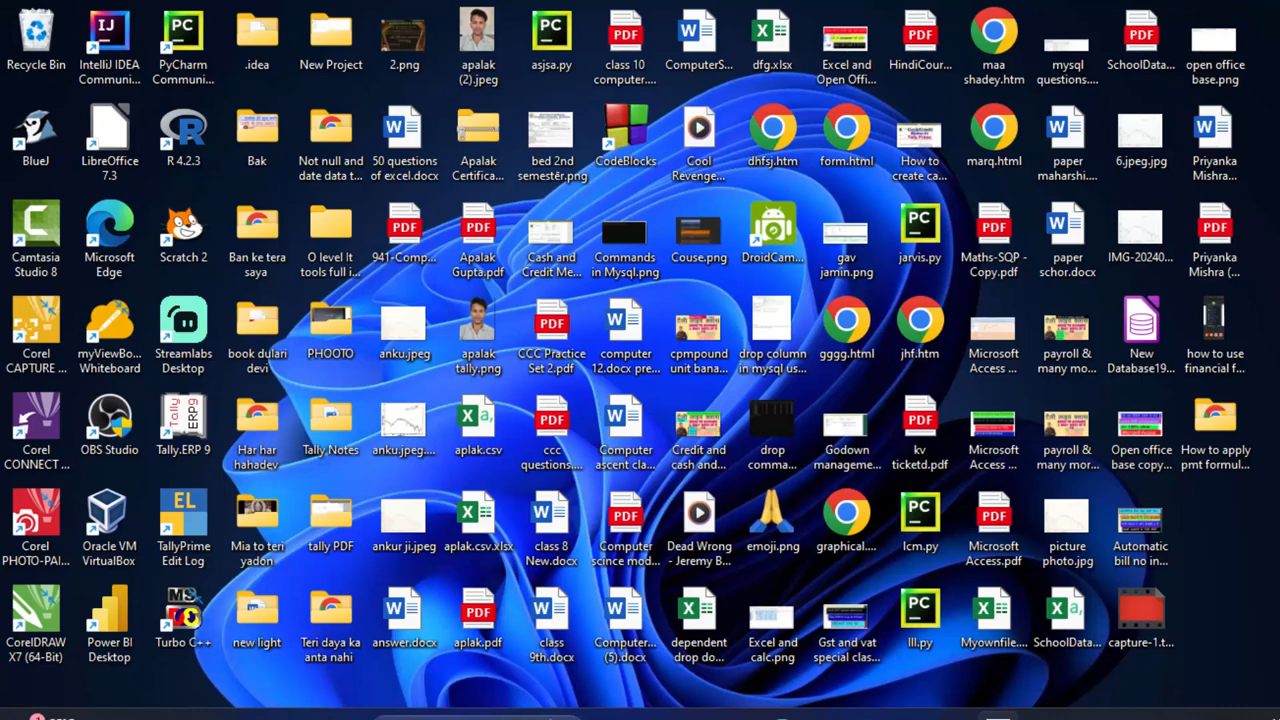 Recycle Bin
IntelliJ IDEA
Communi...
PyCharm
Communi...
.idea
New Project
2.png
apalak
(2).jpeg
asjsa.py
class 10
computer....
ComputerS...
dfg.xlsx
Excel and
Open Offi...
HindiCour...
maa
shadey.htm
mysql
questions....
SchoolData...
open office
base.png
BlueJ
LibreOffice
7.3
R 4.2.3
Bak
Not null and
date data t...
50 questions
of excel.docx
Apalak
Certifica...
bed 2nd
semester.png
CodeBlocks
Cool
Revenge...
dhfsj.htm
form.html
How to
create ca...
marq.html
paper
maharshi....
6.jpeg.jpg
Priyanka
Mishra...
Camtasia
Studio 8
Microsoft
Edge
Scratch 2
Ban ke tera
saya
O level It
tools full i...
941-Comp...
Apalak
Gupta.pdf
Cash and
Credit Me...
Commands
in Mysql.png
Couse.png
DroidCam...
gav
jamin.png
jarvis.py
Maths-SQP -
Copy.pdf
paper
schor.docx
IMG-20240...
Priyanka
Mishra (...
Corel
CAPTURE ...
myViewBo...
Whiteboard
Streamlabs
Desktop
book dulari
devi
PHOOTO
anku.jpeg
apalak
tally.png
CCC Practice
Set 2.pdf
computer
12.docx pre...
cpmpound
unit bana...
drop column
in mysql us...
gggg.html
jhf.htm
Microsoft
Access ...
payroll &
many mo...
New
Database19...
how to use
financial f...
Corel
CONNECT ...
OBS Studio
Tally.ERP 9
Har har
hahadev
Tally Notes
anku.jpeg....
aplak.csv
ccc
questions....
Computer
ascent cla...
Credit and
cash and...
drop
comma...
Godown
manageme...
kv
ticketd.pdf
Microsoft
Access ...
payroll &
many mor...
Open office
base copy...
How to apply
pmt formul...
Corel
PHOTO-PAI...
Oracle VM
VirtualBox
TallyPrime
Edit Log
Mia to teri
yadon
tally PDF
ankur ji.jpeg
aplak.csv.xlsx
class 8
New.docx
Computer
scince mod...
Dead Wrong
- Jeremy B...
emoji.png
graphical....
lcm.py
Microsoft
Access.pdf
picture
photo.jpg
Automatic
bill no in...
CorelDRAW
X7 (64-Bit)
Power BI
Desktop
Turbo C++
new light
Teri daya ka
anta nahi
answer.docx
aplak.pdf
class
9th.docx
Computer...
(5).docx
dependent
drop do...
Excel and
calc.png
Gst and vat
special clas...
lll.py
Myownfile....
SchoolData...
capture-1.t...